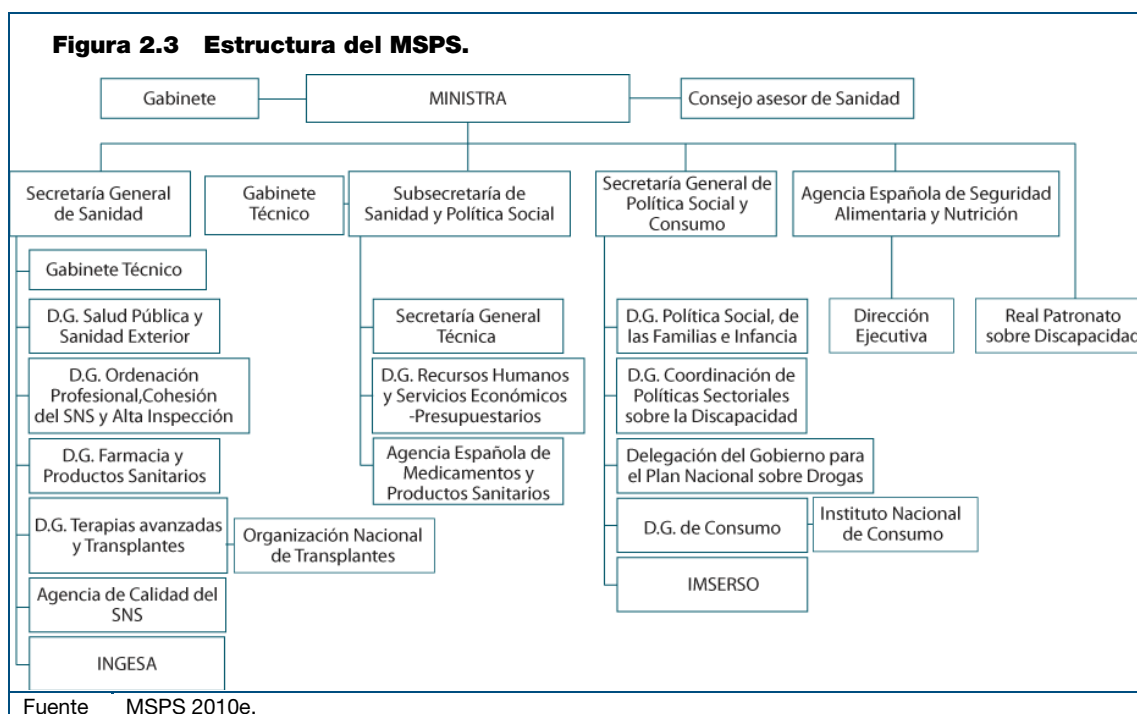 Figura 2.3 Estructura del MSPS.
Gabinete
MINISTRA
Consejo asesor de Sanidad
Secretaría General
de Sanidad
Gabinete
Técnico
Subsecretaría de
Sanidad y Política Social
Secretaría General de
Política Social y
Consumo
Agencia Española de Seguridad
Alimentaria y Nutrición
Gabinete Técnico
D.G. Salud Pública y
Sanidad Exterior
D.G. Ordenación
Profesional,Cohesión
del SNS y Alta Inspección
D.G. Farmacia y
Productos Sanitarios
D.G. Terapias avanzadas
y Transplantes
Organización Nacional
de Transplantes
Agencia de Calidad del
SNS
INGESA
Secretaría General
Técnica
D.G. Recursos Humanos
y Servicios Económicos
-Presupuestarios
Agencia Española de
Medicamentos y
Productos Sanitarios
D.G. Política Social, de
las Familias e Infancia
D.G. Coordinación de
Políticas Sectoriales
sobre la Discapacidad
Delegación del Gobierno para
el Plan Nacional sobre Drogas
D.G. de Consumo
Instituto Nacional
de Consumo
IMSERSO
Dirección
Ejecutiva
Real Patronato
sobre Discapacidad
Fuente MSPS 2010e.